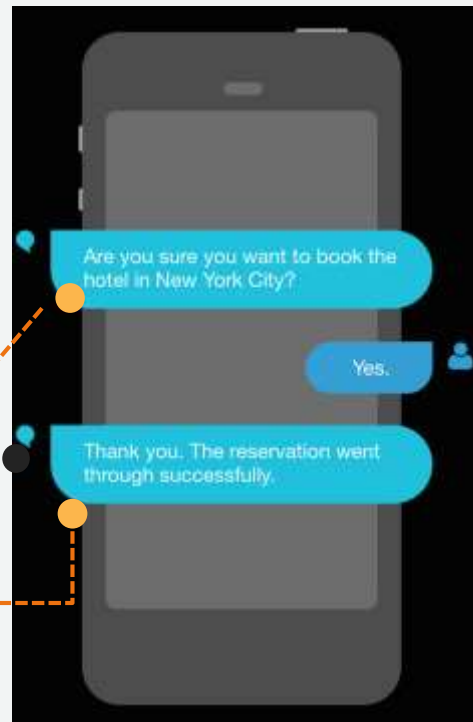 Are you sure you want to book the
hotel in New York City?
Yes.
Thank you. The reservation went
through successfully.